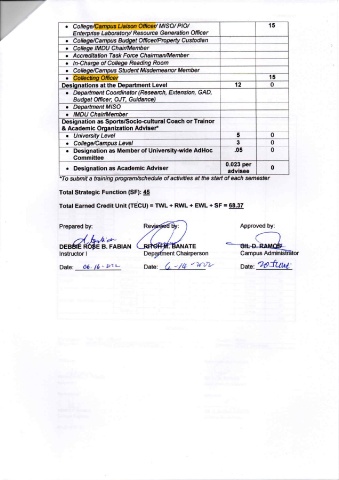 • College/Campus Liaison Officer/ MISO/ PIO/ 15
Enterprise Laboratory/ Resource Generation Officer
• College/Campus Budget Officer/Property Custodian
• College IMDU Chair/Member
• Accreditation Task Force Chairman/Member
• In-Charge of College Reading Room
• College/Campus Student Misdemeanor Member
• Collecting Officer 15
Designations at the Department Level 12 0
• Department Coordinator (Research, Extension, GAD,
Budget Officer, OJT, Guidance)
• Department MISO
• IMDU Chair/Member
Designation as Sports/Socio-cultural Coach or Trainor
& Academic Organization Adviser*
• University Level 5 0
• College/Campus Level 3 0
• Designation as Member of University-wide AdHoc .05 0
Committee
• Designation as Academic Adviser 0.023 per advisee 0
*To submit a training program/schedule of activities at the start of each semester
Total Strategic Function (SF): 45
Total Earned Credit Unit (TECU) = TWL + RWL + EWL + SF = 68.37
Prepared by: Reviewed by: Approved by:
DEBBIE ROSE B. FABIAN RITCH M. BANATE GIL D. RAMOS
Instructor I Department Chairperson Campus Administrator
Date: 06-16-2022 Date: 6-16-2022 Date: